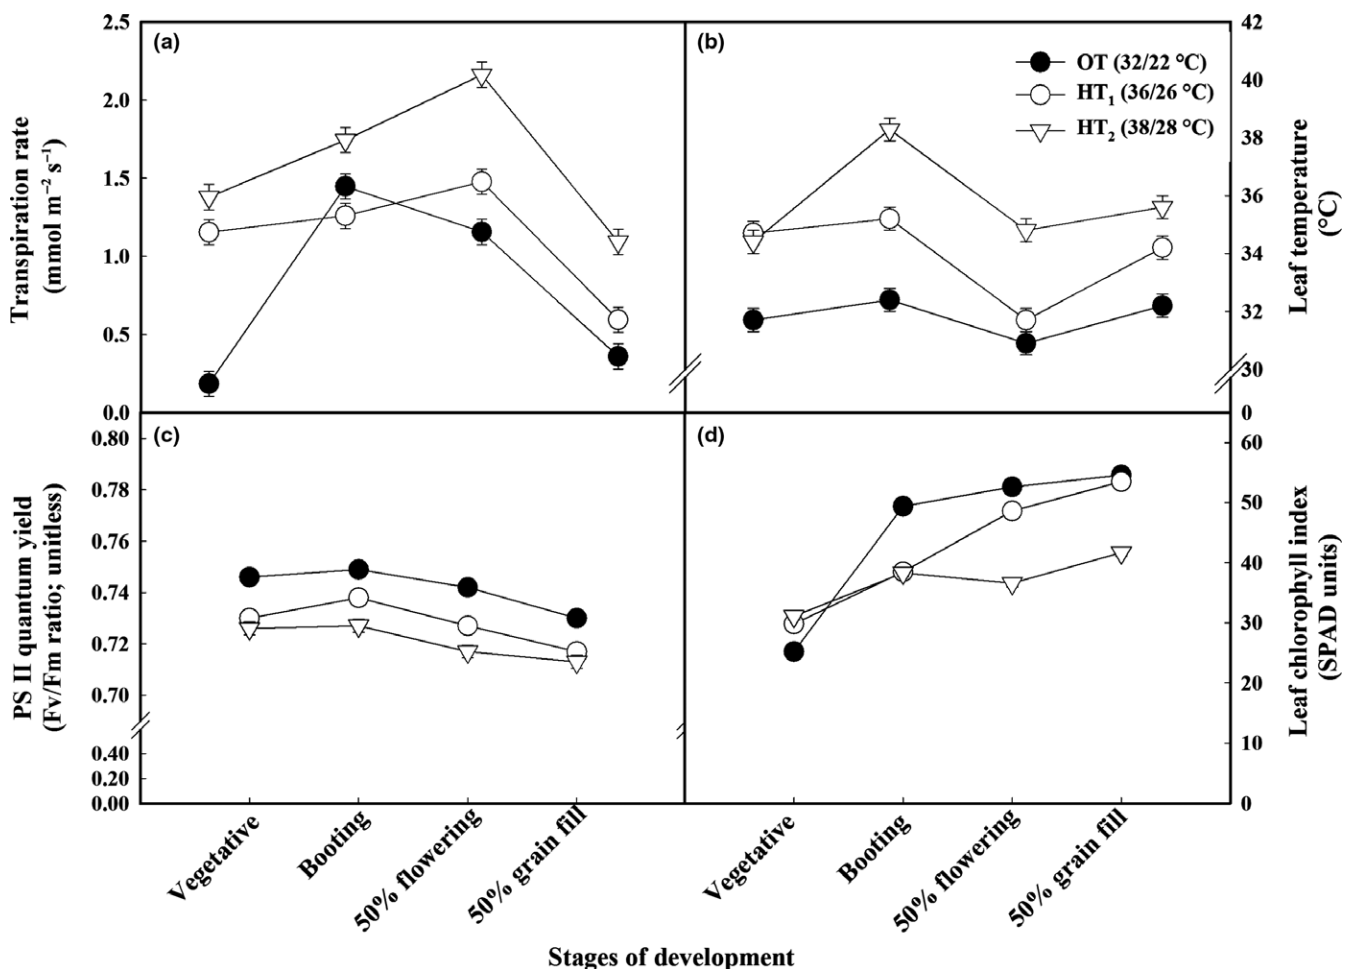 (a)
2.5
2.0
1.5
1.0
0.5
0.0
Transpiration rate
(mmol m⁻² s⁻¹)
(b)
OT (32/22 °C)
HT₁ (36/26 °C)
HT₂ (38/28 °C)
42
40
38
36
34
32
30
0
Leaf temperature
(°C)
(c)
0.80
0.78
0.76
0.74
0.72
0.70
0.40
0.20
0.00
PS II quantum yield
(Fv/Fm ratio; unitless)
(d)
60
50
40
30
20
10
0
Leaf chlorophyll index
(SPAD units)
Vegetative
Booting
50% flowering
50% grain fill
Vegetative
Booting
50% flowering
50% grain fill
Stages of development